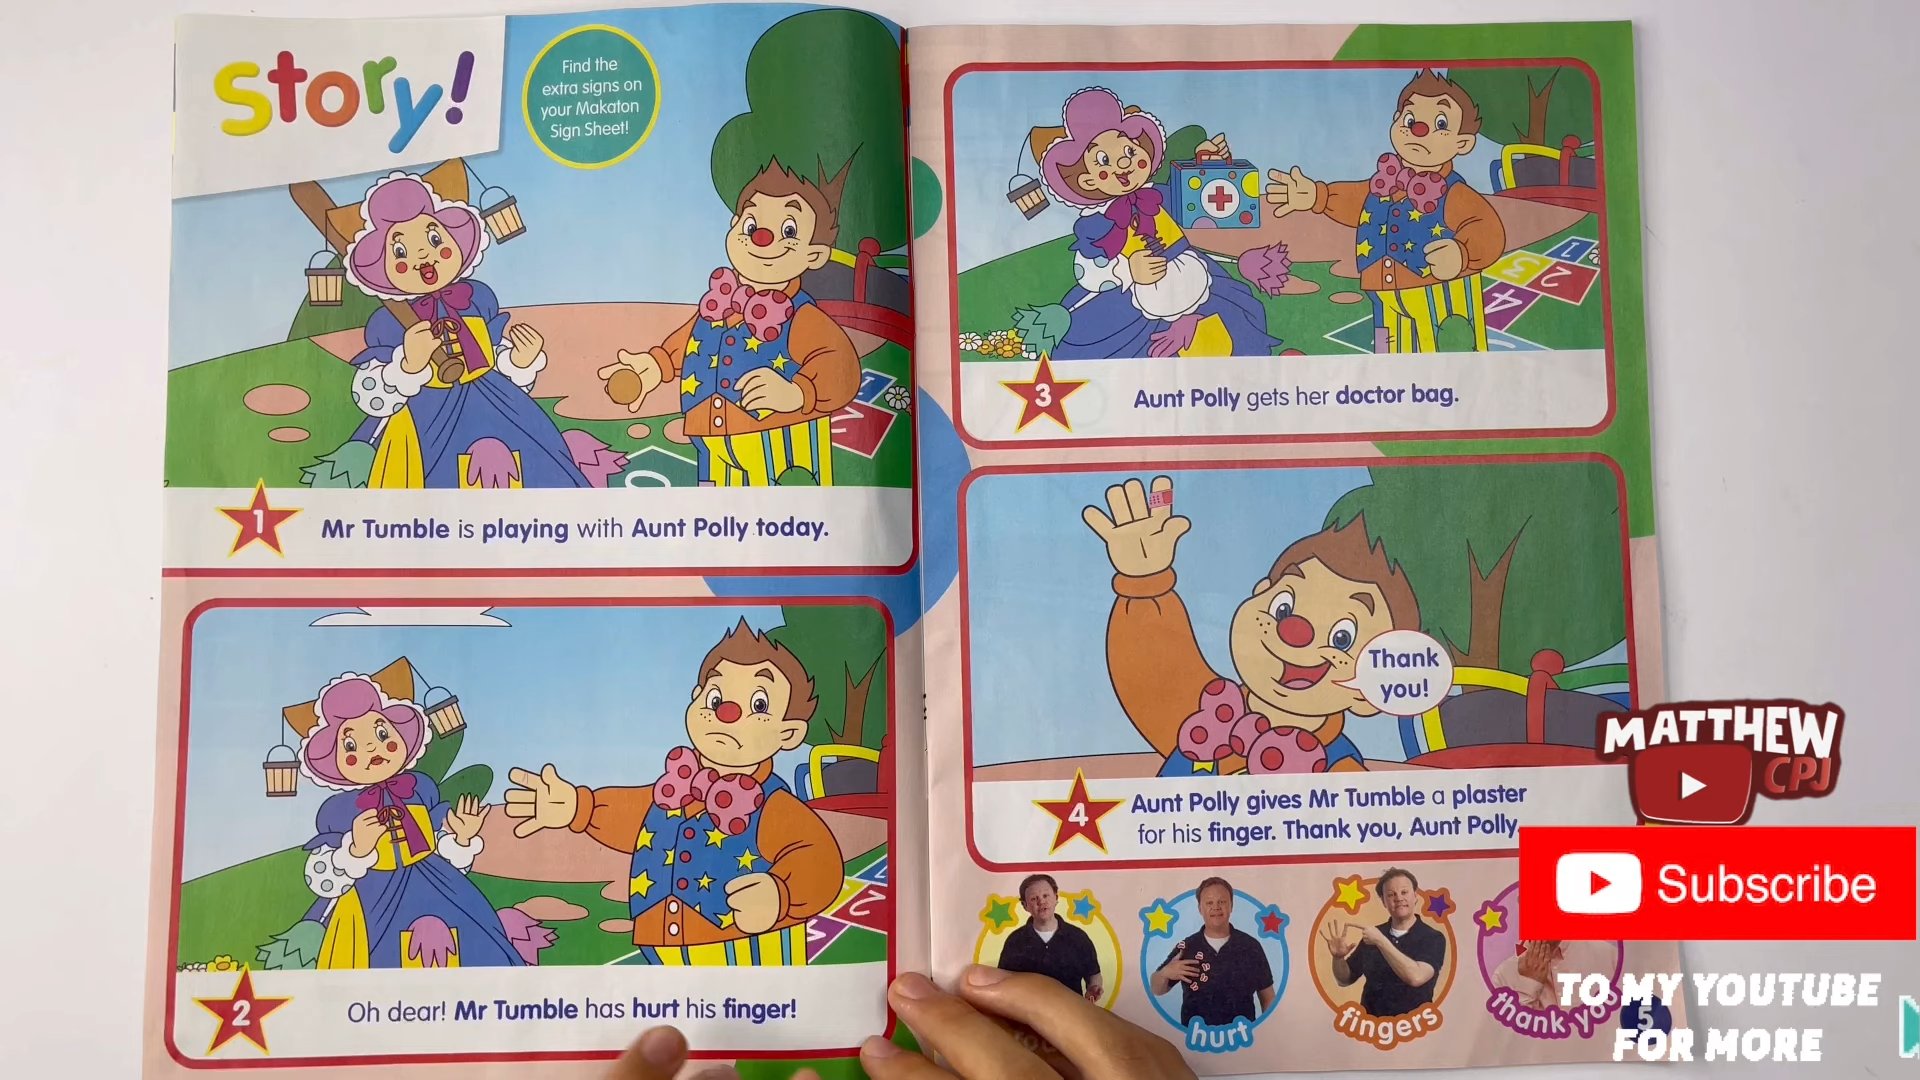 Story!
Find the
extra signs on
your Makaton
Sign Sheet!
1
Mr Tumble is playing with Aunt Polly today.
2
Oh dear! Mr Tumble has hurt his finger!
3
Aunt Polly gets her doctor bag.
Thank
you!
4
Aunt Polly gives Mr Tumble a plaster
for his finger. Thank you, Aunt Polly.
hurt
fingers
thank you
5
MATTHEW
CPJ
Subscribe
TO MY YOUTUBE
FOR MORE